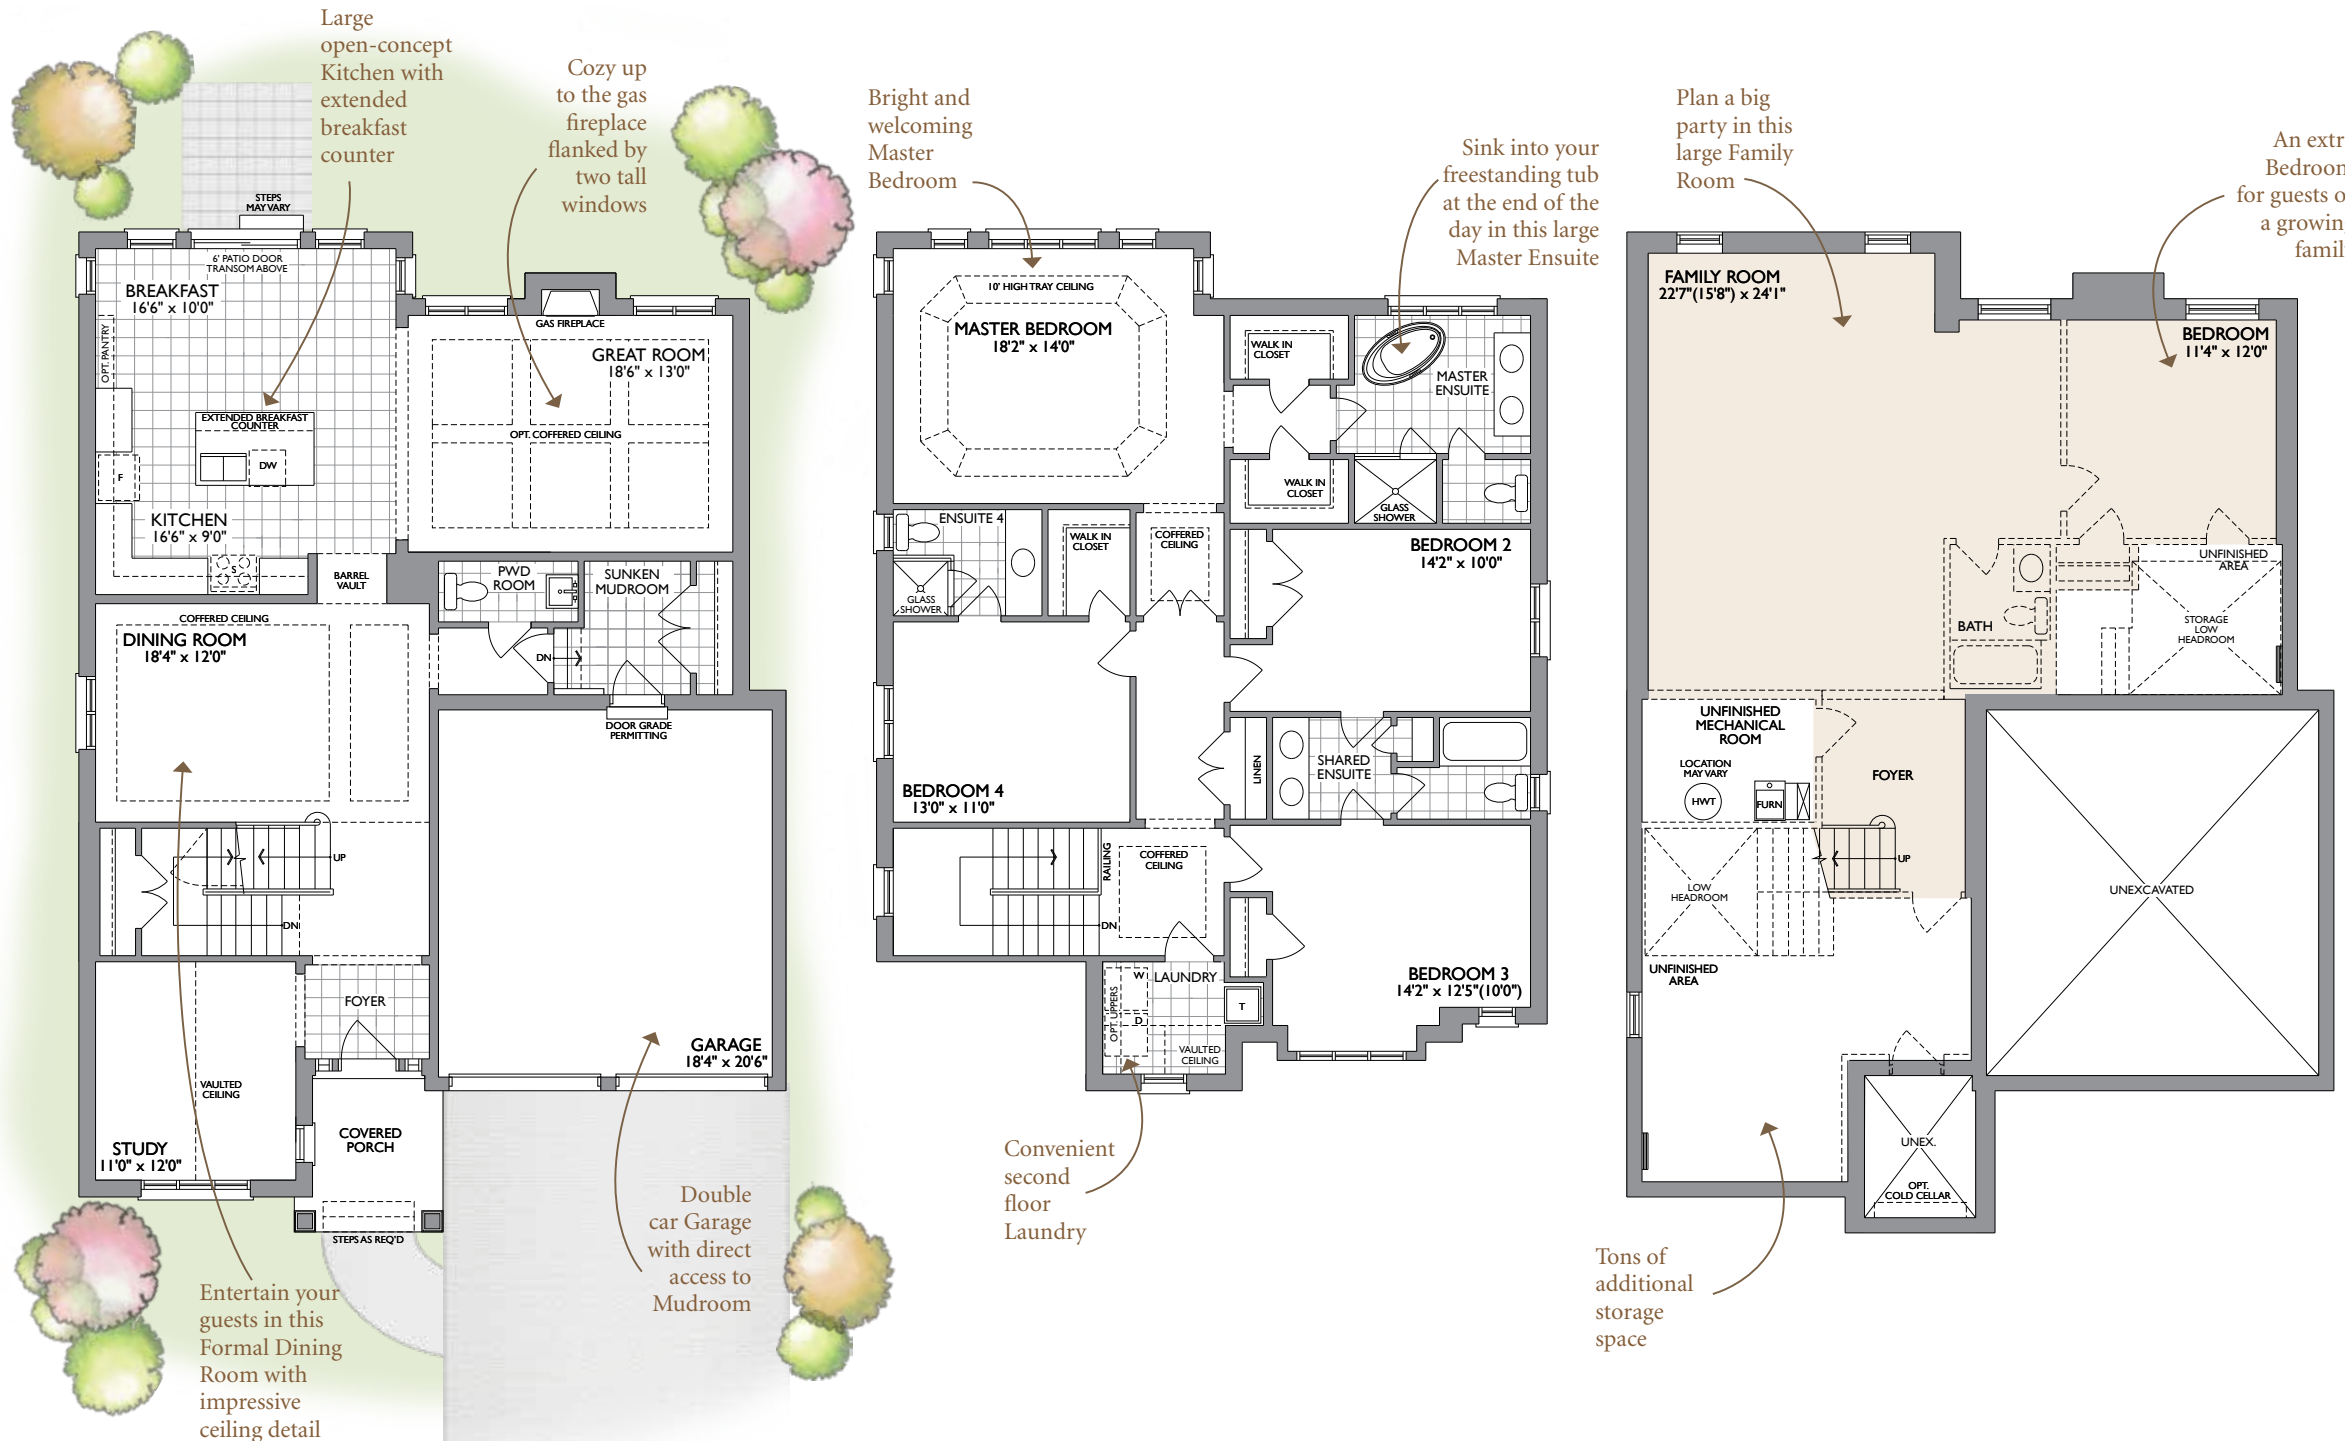 Large
open-concept
Kitchen with
extended
breakfast
counter
Cozy up
to the gas
fireplace
flanked by
two tall
windows
STEPS
MAY VARY
6' PATIO DOOR
TRANSOM ABOVE
BREAKFAST
16'6" x 10'0"
OPT. PANTRY
GAS FIREPLACE
GREAT ROOM
18'6" x 13'0"
EXTENDED BREAKFAST
COUNTER
OPT. COFFERED CEILING
DW
F
KITCHEN
16'6" x 9'0"
S
BARREL
VAULT
PWD
ROOM
SUNKEN
MUDROOM
COFFERED CEILING
DINING ROOM
18'4" x 12'0"
DN
DOOR GRADE
PERMITTING
UP
DN
FOYER
GARAGE
18'4" x 20'6"
VAULTED
CEILING
STUDY
11'0" x 12'0"
COVERED
PORCH
STEPS AS REQ'D
Double
car Garage
with direct
access to
Mudroom
Entertain your
guests in this
Formal Dining
Room with
impressive
ceiling detail
Bright and
welcoming
Master
Bedroom
Sink into your
freestanding tub
at the end of the
day in this large
Master Ensuite
10' HIGH TRAY CEILING
MASTER BEDROOM
18'2" x 14'0"
WALK IN
CLOSET
MASTER
ENSUITE
WALK IN
CLOSET
GLASS
SHOWER
ENSUITE 4
WALK IN
CLOSET
COFFERED
CEILING
GLASS
SHOWER
BEDROOM 2
14'2" x 10'0"
BEDROOM 4
13'0" x 11'0"
LINEN
SHARED
ENSUITE
RAILING
COFFERED
CEILING
DN
LAUNDRY
W
D
OPT. UPPERS
T
VAULTED
CEILING
BEDROOM 3
14'2" x 12'5"(10'0")
Convenient
second
floor
Laundry
Plan a big
party in this
large Family
Room
An extr
Bedroom
for guests o
a growing
famil
FAMILY ROOM
22'7"(15'8") x 24'1"
BEDROOM
11'4" x 12'0"
UNFINISHED
AREA
STORAGE
LOW
HEADROOM
BATH
UNFINISHED
MECHANICAL
ROOM
LOCATION
MAY VARY
HWT
FURN
FOYER
UP
LOW
HEADROOM
UNFINISHED
AREA
UNEXCAVATED
UNEX.
OPT.
COLD CELLAR
Tons of
additional
storage
space